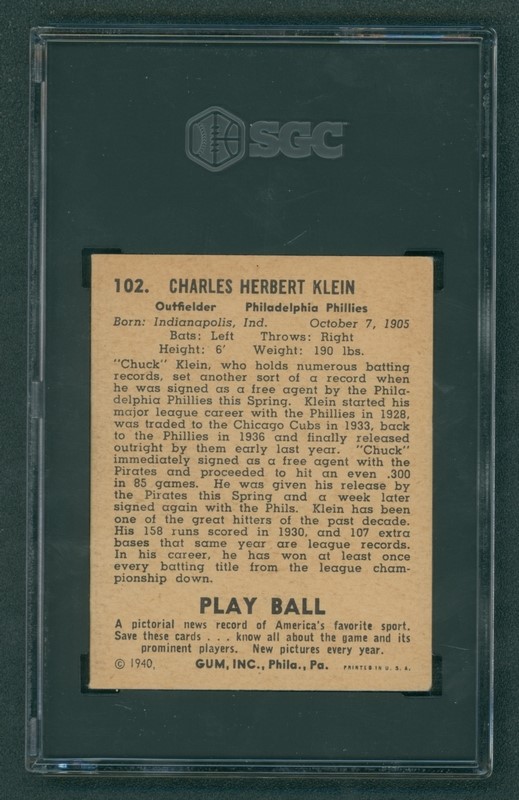 SGC
102. CHARLES HERBERT KLEIN
Outfielder Philadelphia Phillies
Born: Indianapolis, Ind. October 7, 1905
Bats: Left Throws: Right
Height: 6' Weight: 190 lbs.
"Chuck" Klein, who holds numerous batting
records, set another sort of a record when
he was signed as a free agent by the Phila-
delphia Phillies this Spring. Klein started his
major league career with the Phillies in 1928,
was traded to the Chicago Cubs in 1933, back
to the Phillies in 1936 and finally released
outright by them early last year. "Chuck"
immediately signed as a free agent with the
Pirates and proceeded to hit an even .300
in 85 games. He was given his release by
the Pirates this Spring and a week later
signed again with the Phils. Klein has been
one of the great hitters of the past decade.
His 158 runs scored in 1930, and 107 extra
bases that same year are league records.
In his career, he has won at least once
every batting title from the league cham-
pionship down.
PLAY BALL
A pictorial news record of America's favorite sport.
Save these cards . . . know all about the game and its
prominent players. New pictures every year.
© 1940, GUM, INC., Phila., Pa. PRINTED IN U. S. A.